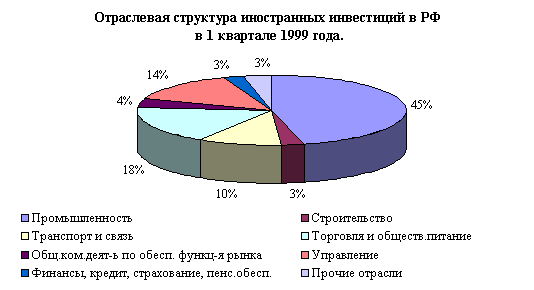 Отраслевая структура иностранных инвестиций в РФ
в 1 квартале 1999 года.
3%
3%
14%
45%
4%
18%
10%
3%
Промышленность
Строительство
Транспорт и связь
Торговля и обществ.питание
Общ.ком.деят-ь по обесп. функц-я рынка
Управление
Финансы, кредит, страхование, пенс.обесп.
Прочие отрасли